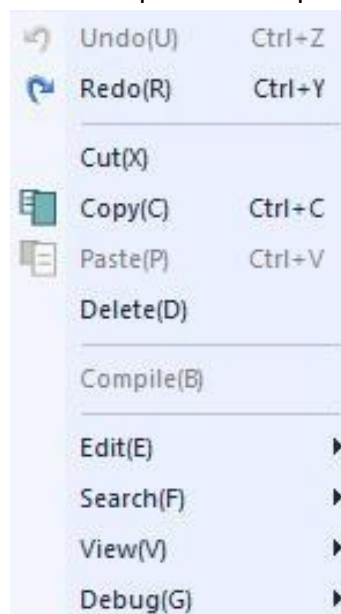 Undo(U) Ctrl+Z
Redo(R) Ctrl+Y
Cut(X)
Copy(C) Ctrl+C
Paste(P) Ctrl+V
Delete(D)
Compile(B)
Edit(E)
Search(F)
View(V)
Debug(G)